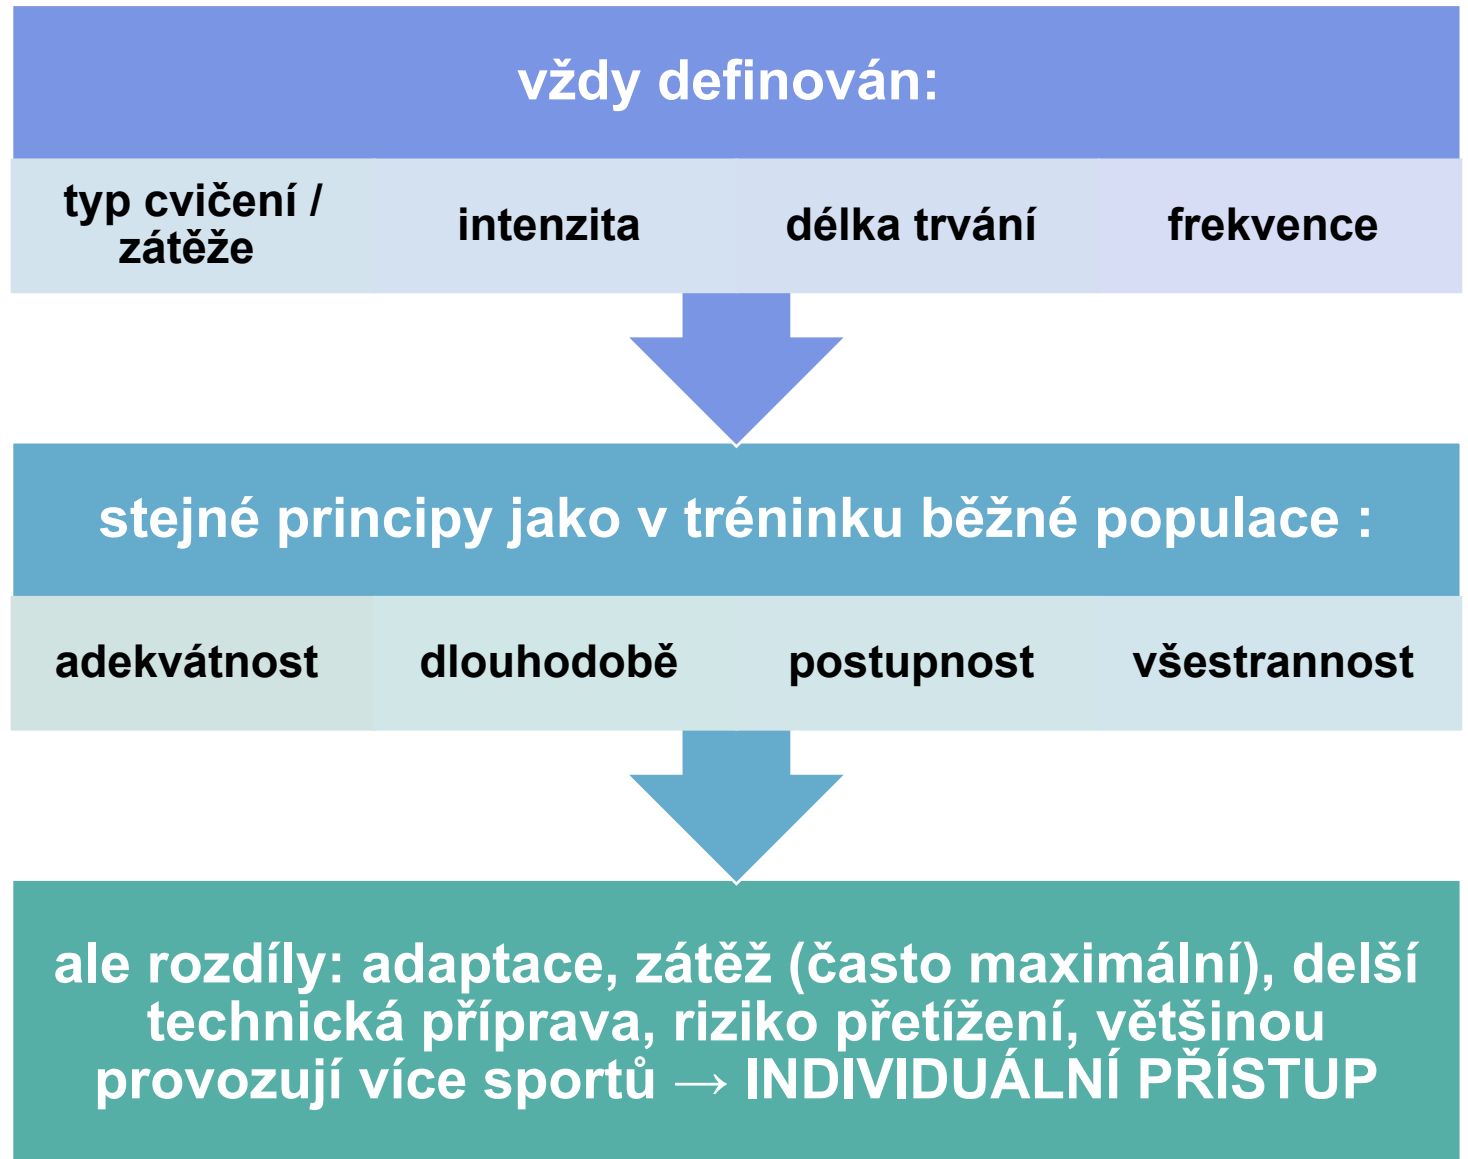 vždy definován:
typ cvičení /
zátěže
intenzita
délka trvání
frekvence
stejné principy jako v tréninku běžné populace :
adekvátnost
dlouhodobě
postupnost
všestrannost
ale rozdíly: adaptace, zátěž (často maximální), delší
technická příprava, riziko přetížení, většinou
provozují více sportů → INDIVIDUÁLNÍ PŘÍSTUP